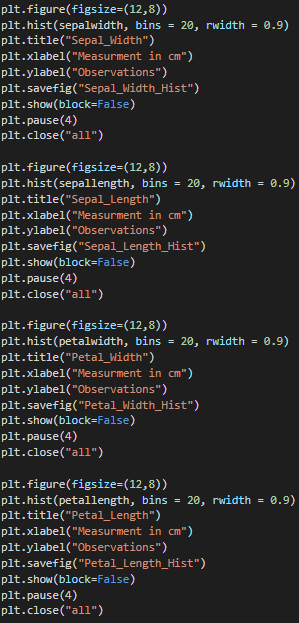 plt.figure(figsize=(12,8))
plt.hist(sepalwidth, bins = 20, rwidth = 0.9)
plt.title("Sepal_Width")
plt.xlabel("Measurment in cm")
plt.ylabel("Observations")
plt.savefig("Sepal_Width_Hist")
plt.show(block=False)
plt.pause(4)
plt.close("all")

plt.figure(figsize=(12,8))
plt.hist(sepallength, bins = 20, rwidth = 0.9)
plt.title("Sepal_Length")
plt.xlabel("Measurment in cm")
plt.ylabel("Observations")
plt.savefig("Sepal_Length_Hist")
plt.show(block=False)
plt.pause(4)
plt.close("all")

plt.figure(figsize=(12,8))
plt.hist(petalwidth, bins = 20, rwidth = 0.9)
plt.title("Petal_Width")
plt.xlabel("Measurment in cm")
plt.ylabel("Observations")
plt.savefig("Petal_Width_Hist")
plt.show(block=False)
plt.pause(4)
plt.close("all")

plt.figure(figsize=(12,8))
plt.hist(petallength, bins = 20, rwidth = 0.9)
plt.title("Petal_Length")
plt.xlabel("Measurment in cm")
plt.ylabel("Observations")
plt.savefig("Petal_Length_Hist")
plt.show(block=False)
plt.pause(4)
plt.close("all")